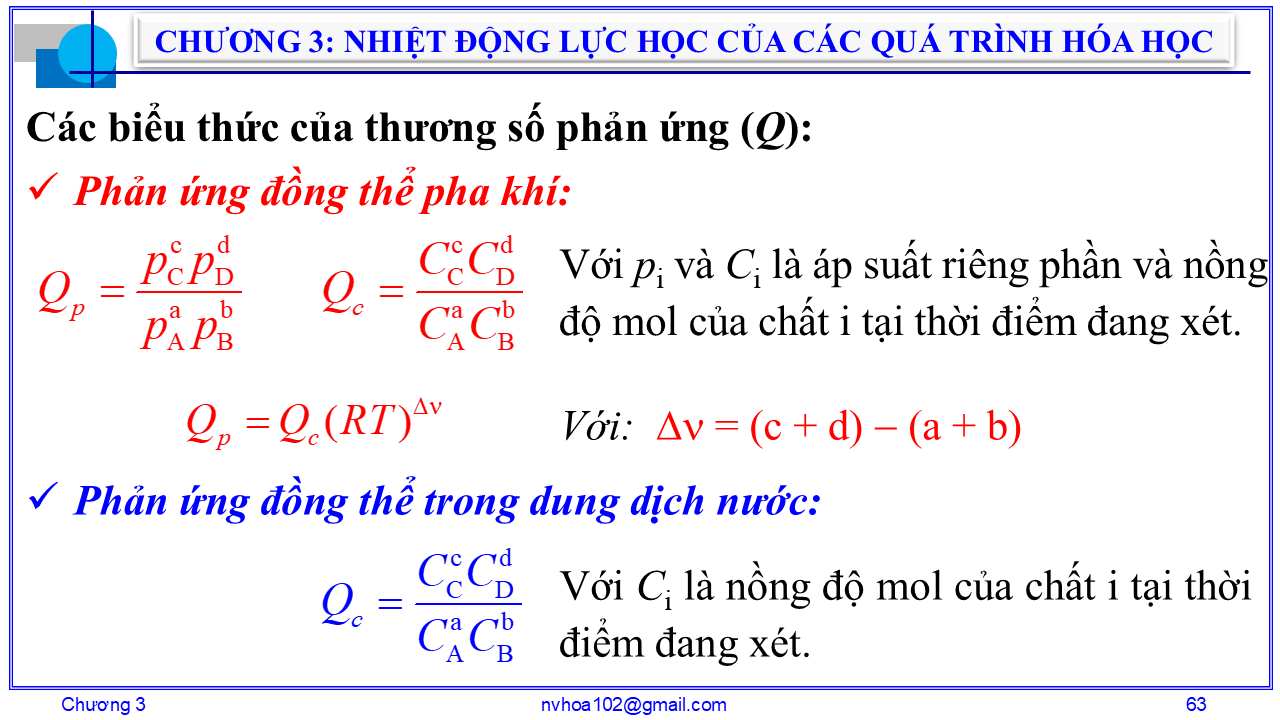 CHƯƠNG 3: NHIỆT ĐỘNG LỰC HỌC CỦA CÁC QUÁ TRÌNH HÓA HỌC
Các biểu thức của thương số phản ứng (Q):
✓ Phản ứng đồng thể pha khí:
Q_p = (p_C^c p_D^d)/(p_A^a p_B^b)
Q_c = (C_C^c C_D^d)/(C_A^a C_B^b)
Với p_i và C_i là áp suất riêng phần và nồng
độ mol của chất i tại thời điểm đang xét.
Q_p = Q_c(RT)^Δν
Với: Δν = (c + d) − (a + b)
✓ Phản ứng đồng thể trong dung dịch nước:
Q_c = (C_C^c C_D^d)/(C_A^a C_B^b)
Với C_i là nồng độ mol của chất i tại thời
điểm đang xét.
Chương 3
nvhoa102@gmail.com
63